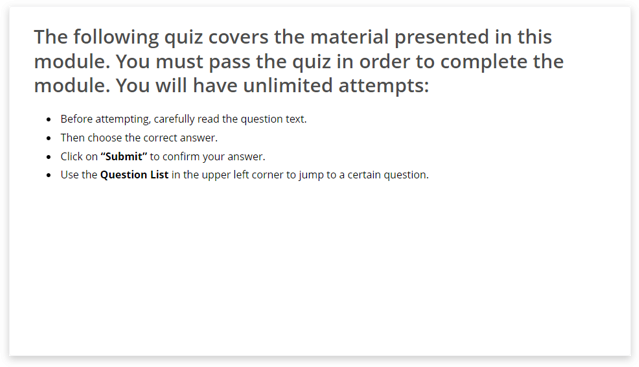 The following quiz covers the material presented in this
module. You must pass the quiz in order to complete the
module. You will have unlimited attempts:
• Before attempting, carefully read the question text.
• Then choose the correct answer.
• Click on “Submit” to confirm your answer.
• Use the Question List in the upper left corner to jump to a certain question.